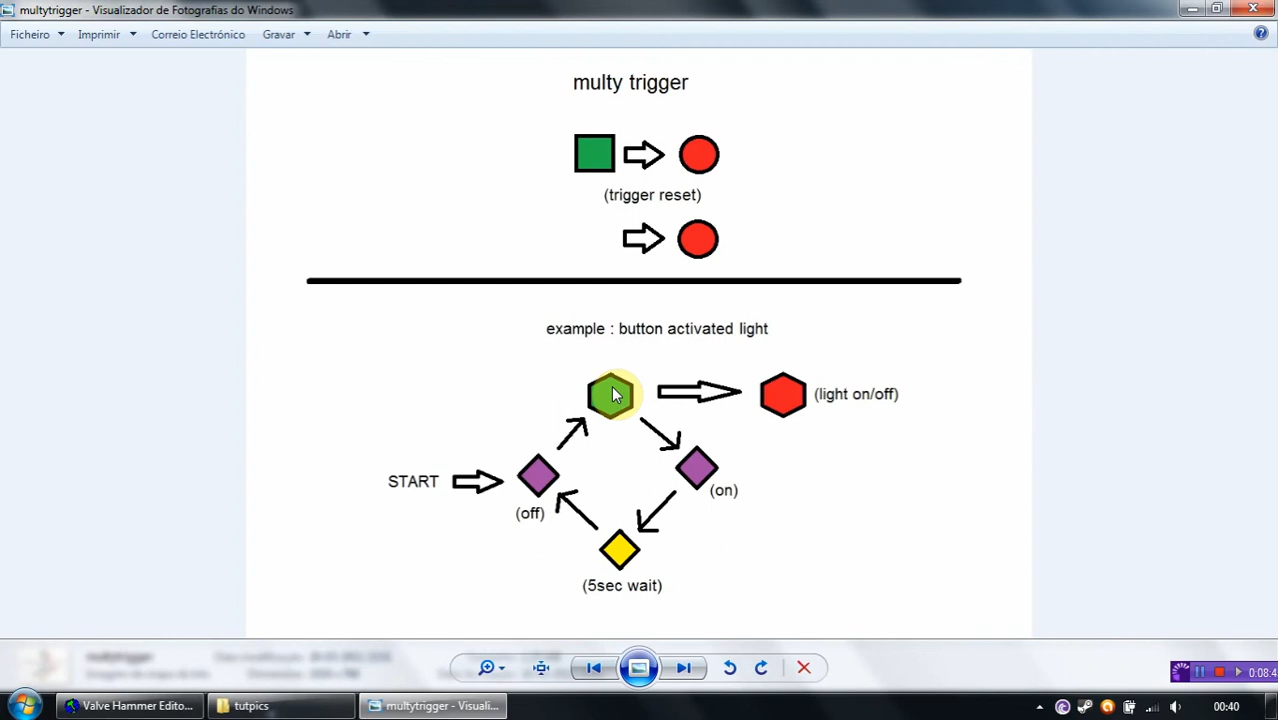 multytrigger - Visualizador de Fotografias do Windows
Ficheiro Imprimir Correio Electrónico Gravar Abrir
multy trigger
(trigger reset)
example : button activated light
(light on/off)
START
(on)
(off)
(5sec wait)
0:08:4
Valve Hammer Edito... tutpics multytrigger - Visuali... 00:40